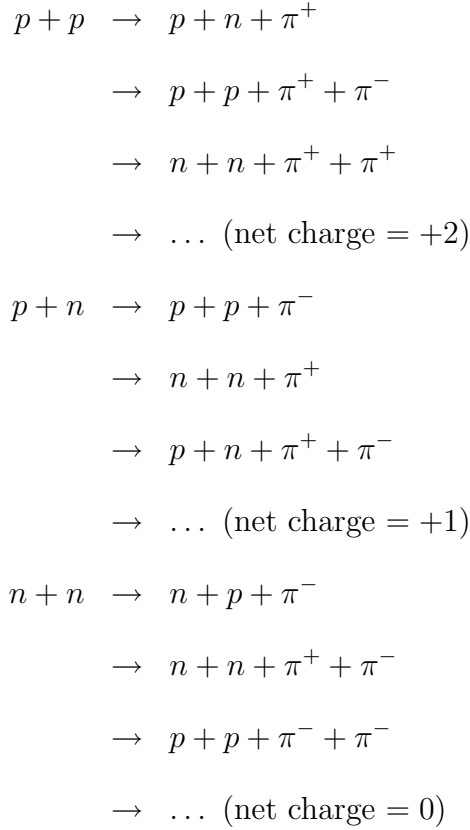 p + p → p + n + π⁺
→ p + p + π⁺ + π⁻
→ n + n + π⁺ + π⁺
→ … (net charge = +2)
p + n → p + p + π⁻
→ n + n + π⁺
→ p + n + π⁺ + π⁻
→ … (net charge = +1)
n + n → n + p + π⁻
→ n + n + π⁺ + π⁻
→ p + p + π⁻ + π⁻
→ … (net charge = 0)